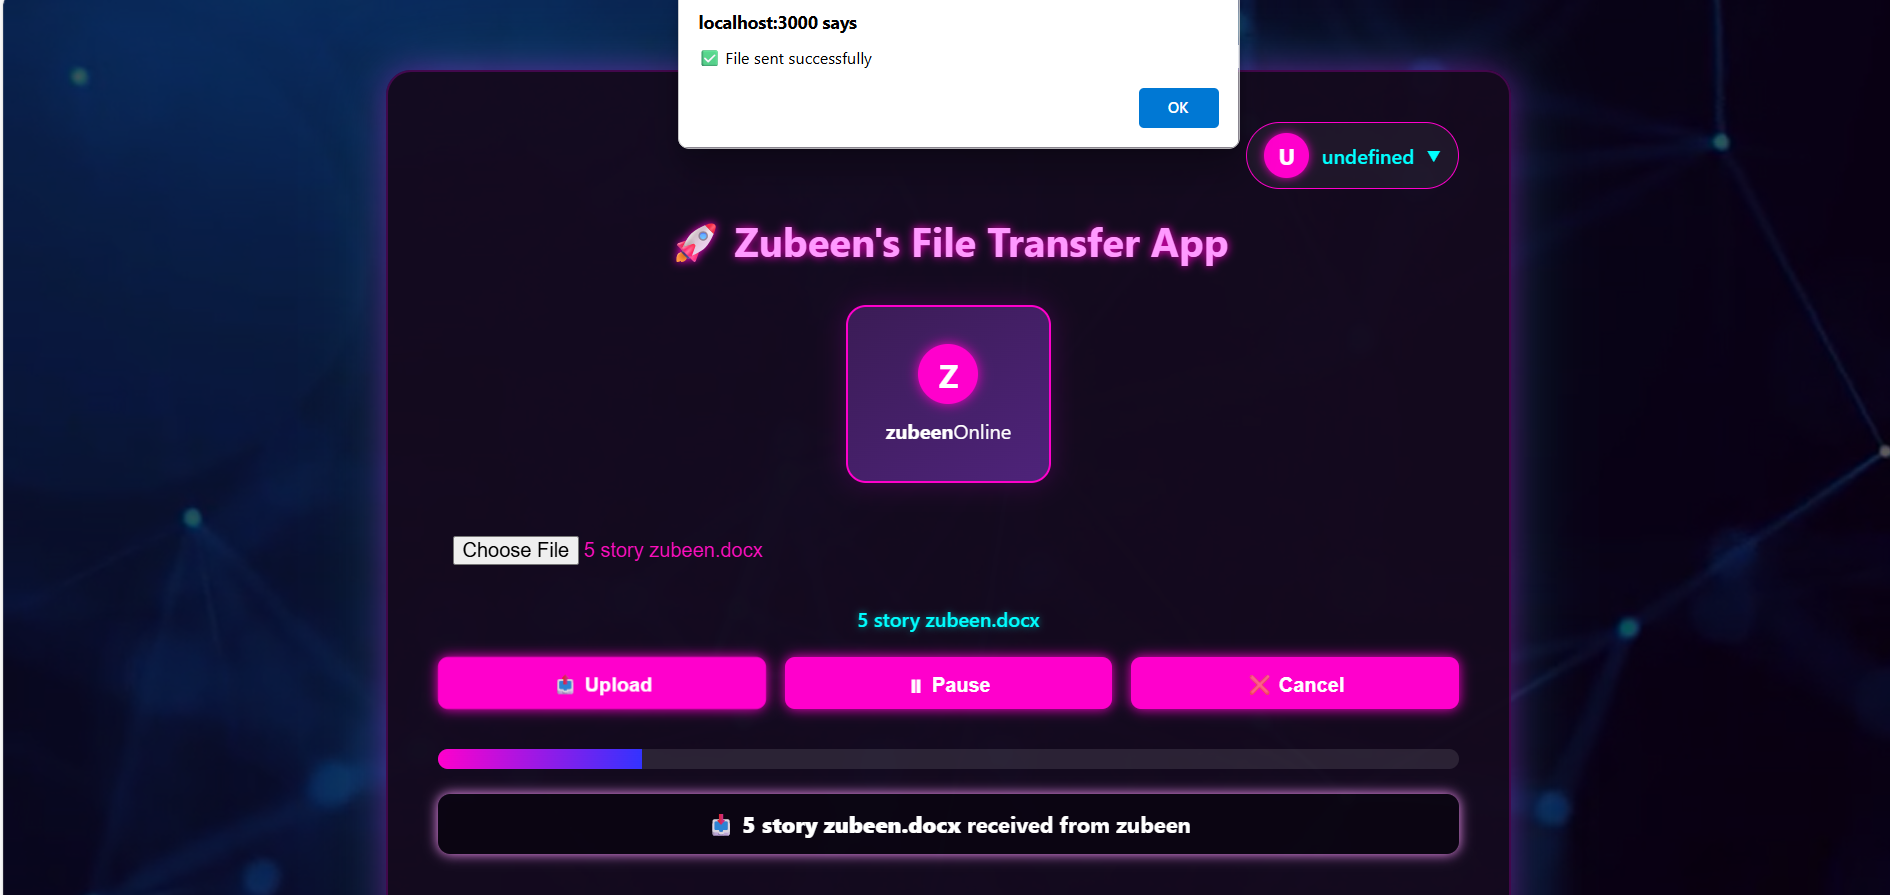 localhost:3000 says
✅ File sent successfully
OK
U undefined ▼
🚀 Zubeen's File Transfer App
Z
zubeenOnline
Choose File 5 story zubeen.docx
5 story zubeen.docx
📤 Upload
⏸ Pause
❌ Cancel
📥 5 story zubeen.docx received from zubeen